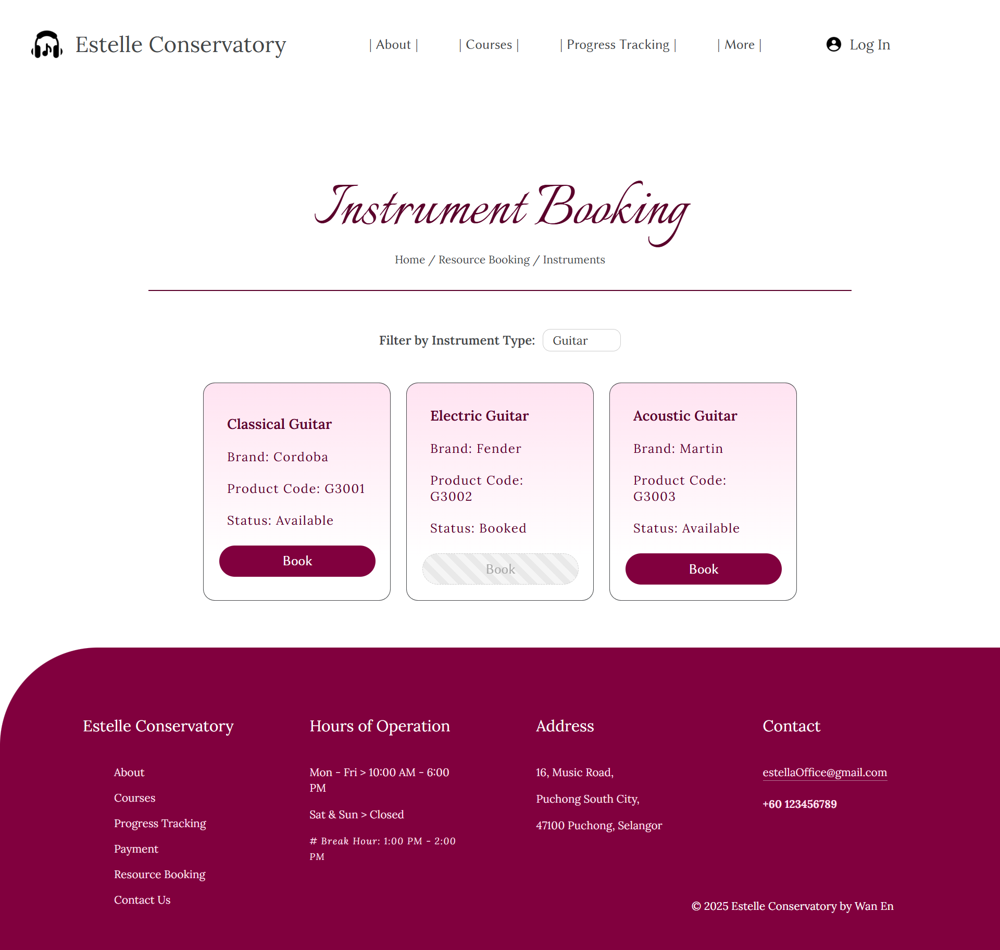 Estelle Conservatory
| About |
| Courses |
| Progress Tracking |
| More |
Log In
Instrument Booking
Home / Resource Booking / Instruments
Filter by Instrument Type:
Guitar
Classical Guitar
Brand: Cordoba
Product Code: G3001
Status: Available
Book
Electric Guitar
Brand: Fender
Product Code:
G3002
Status: Booked
Book
Acoustic Guitar
Brand: Martin
Product Code:
G3003
Status: Available
Book
Estelle Conservatory
About
Courses
Progress Tracking
Payment
Resource Booking
Contact Us
Hours of Operation
Mon - Fri > 10:00 AM - 6:00
PM
Sat & Sun > Closed
# Break Hour: 1:00 PM - 2:00
PM
Address
16, Music Road,
Puchong South City,
47100 Puchong, Selangor
Contact
estellaOffice@gmail.com
+60 123456789
© 2025 Estelle Conservatory by Wan En